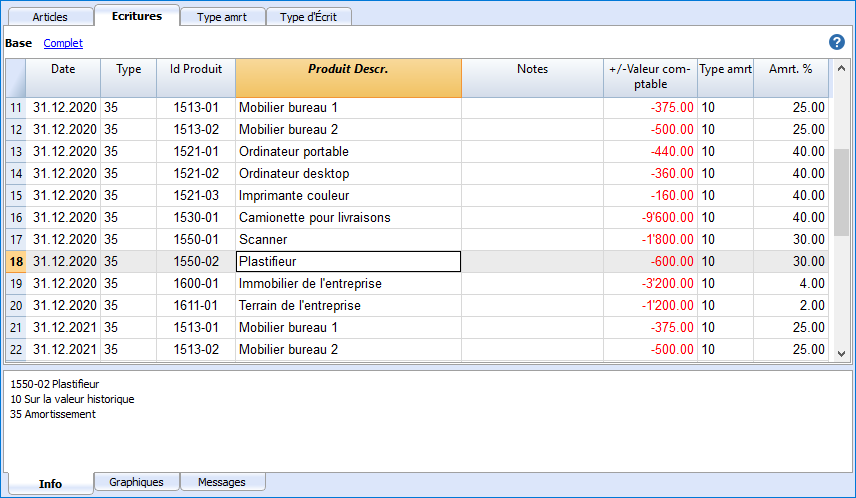 Articles Ecritures Type amrt Type d'Écrit
Base Complet ?
Date Type Id Produit Produit Descr. Notes +/-Valeur com-ptable Type amrt Amrt. %
11 31.12.2020 35 1513-01 Mobilier bureau 1 -375.00 10 25.00
12 31.12.2020 35 1513-02 Mobilier bureau 2 -500.00 10 25.00
13 31.12.2020 35 1521-01 Ordinateur portable -440.00 10 40.00
14 31.12.2020 35 1521-02 Ordinateur desktop -360.00 10 40.00
15 31.12.2020 35 1521-03 Imprimante couleur -160.00 10 40.00
16 31.12.2020 35 1530-01 Camionette pour livraisons -9'600.00 10 40.00
17 31.12.2020 35 1550-01 Scanner -1'800.00 10 30.00
18 31.12.2020 35 1550-02 Plastifieur -600.00 10 30.00
19 31.12.2020 35 1600-01 Immobilier de l'entreprise -3'200.00 10 4.00
20 31.12.2020 35 1611-01 Terrain de l'entreprise -1'200.00 10 2.00
21 31.12.2021 35 1513-01 Mobilier bureau 1 -375.00 10 25.00
22 31.12.2021 35 1513-02 Mobilier bureau 2 -500.00 10 25.00
1550-02 Plastifieur
10 Sur la valeur historique
35 Amortissement
Info Graphiques Messages